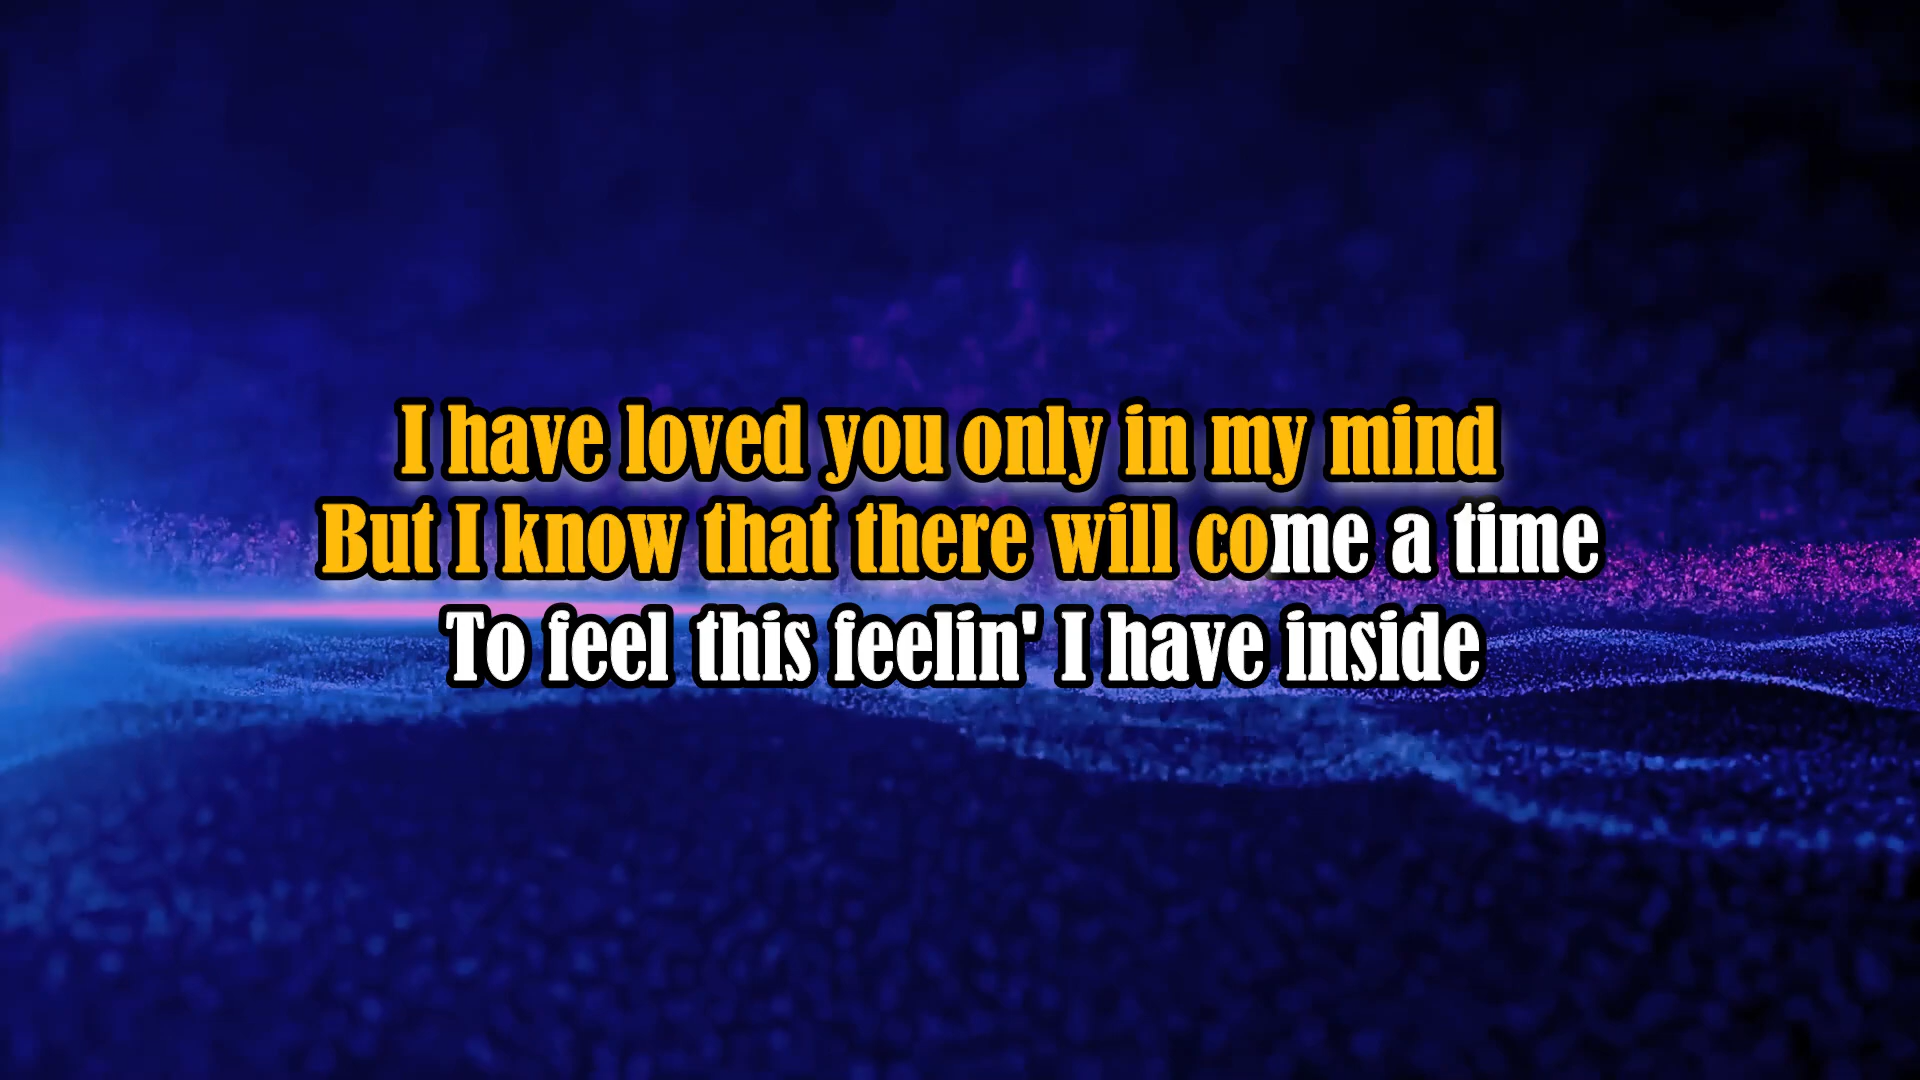 I have loved you only in my mind
But I know that there will come a time
To feel this feelin' I have inside